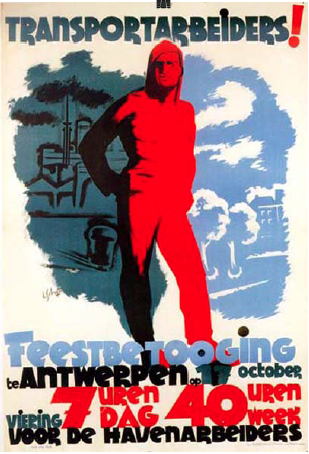 TRANSPORTARBEIDERS!
FEESTBETOOGING
te ANTWERPEN op 17 october
VIERING 7 UREN DAG 40 UREN WEEK
VOOR DE HAVENARBEIDERS